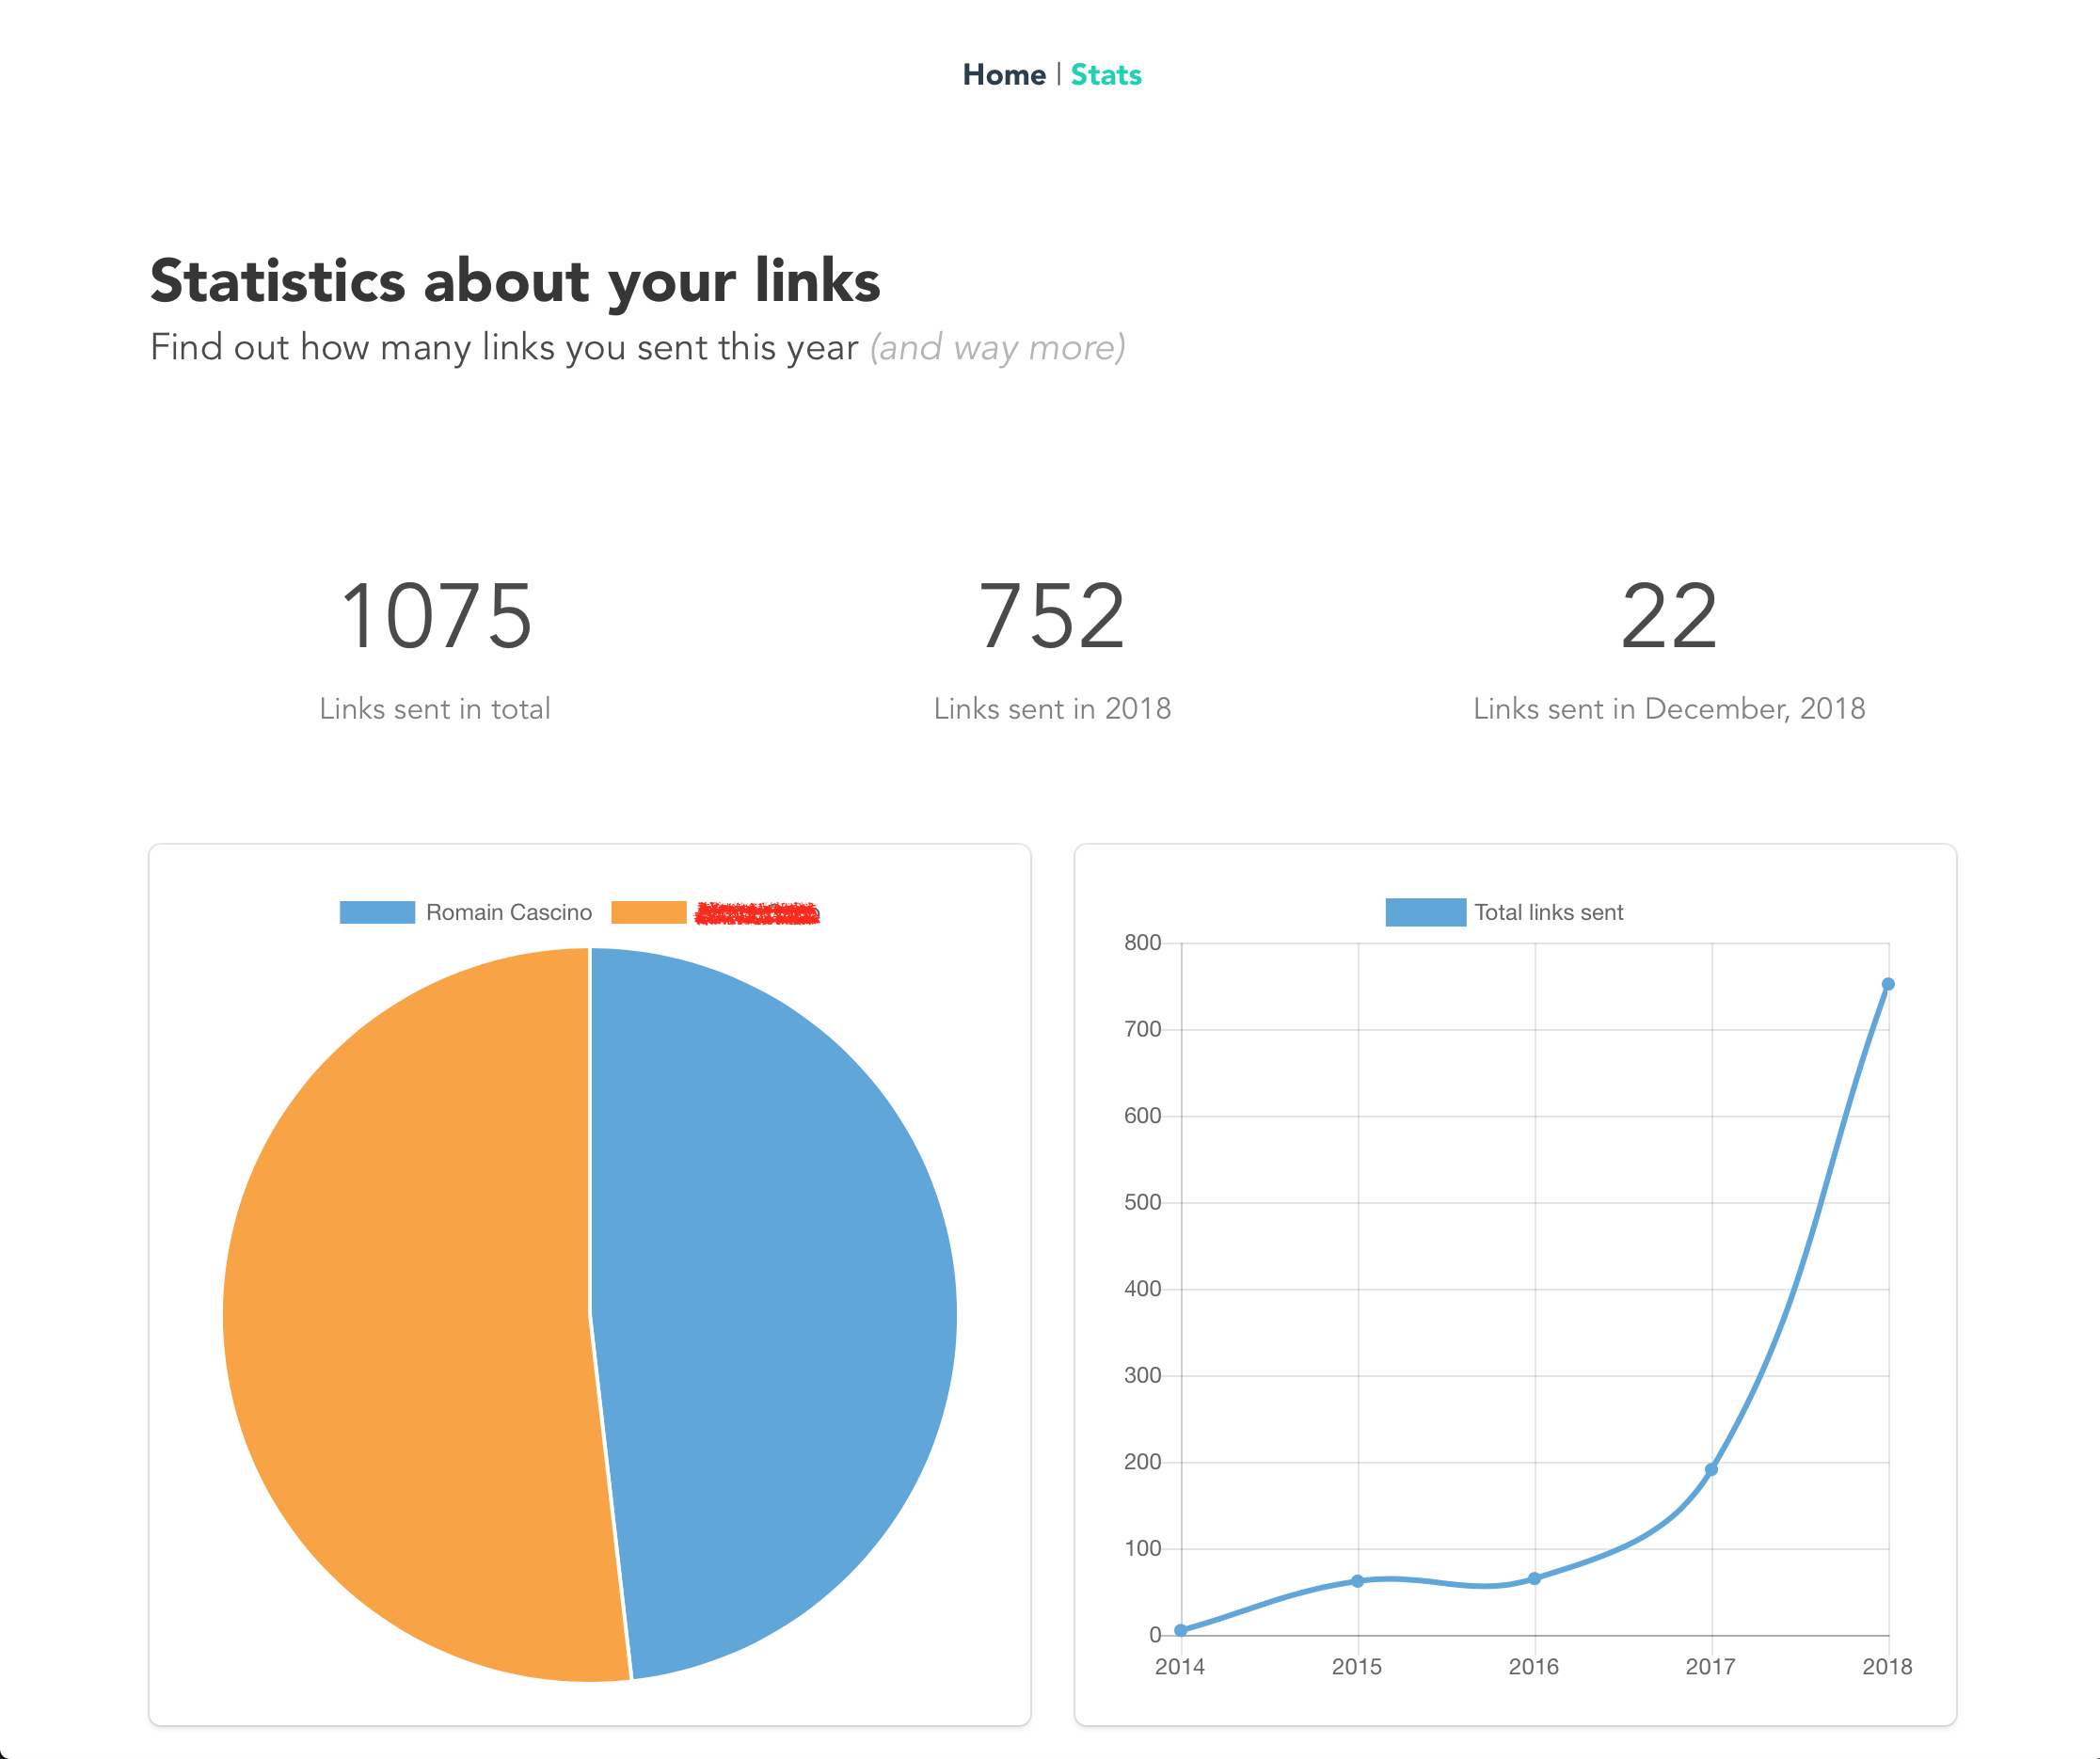 Home | Stats
Statistics about your links
Find out how many links you sent this year (and way more)
1075
752
22
Links sent in total
Links sent in 2018
Links sent in December, 2018
Romain Cascino
Total links sent
800
700
600
500
400
300
200
100
0
2014 2015 2016 2017 2018